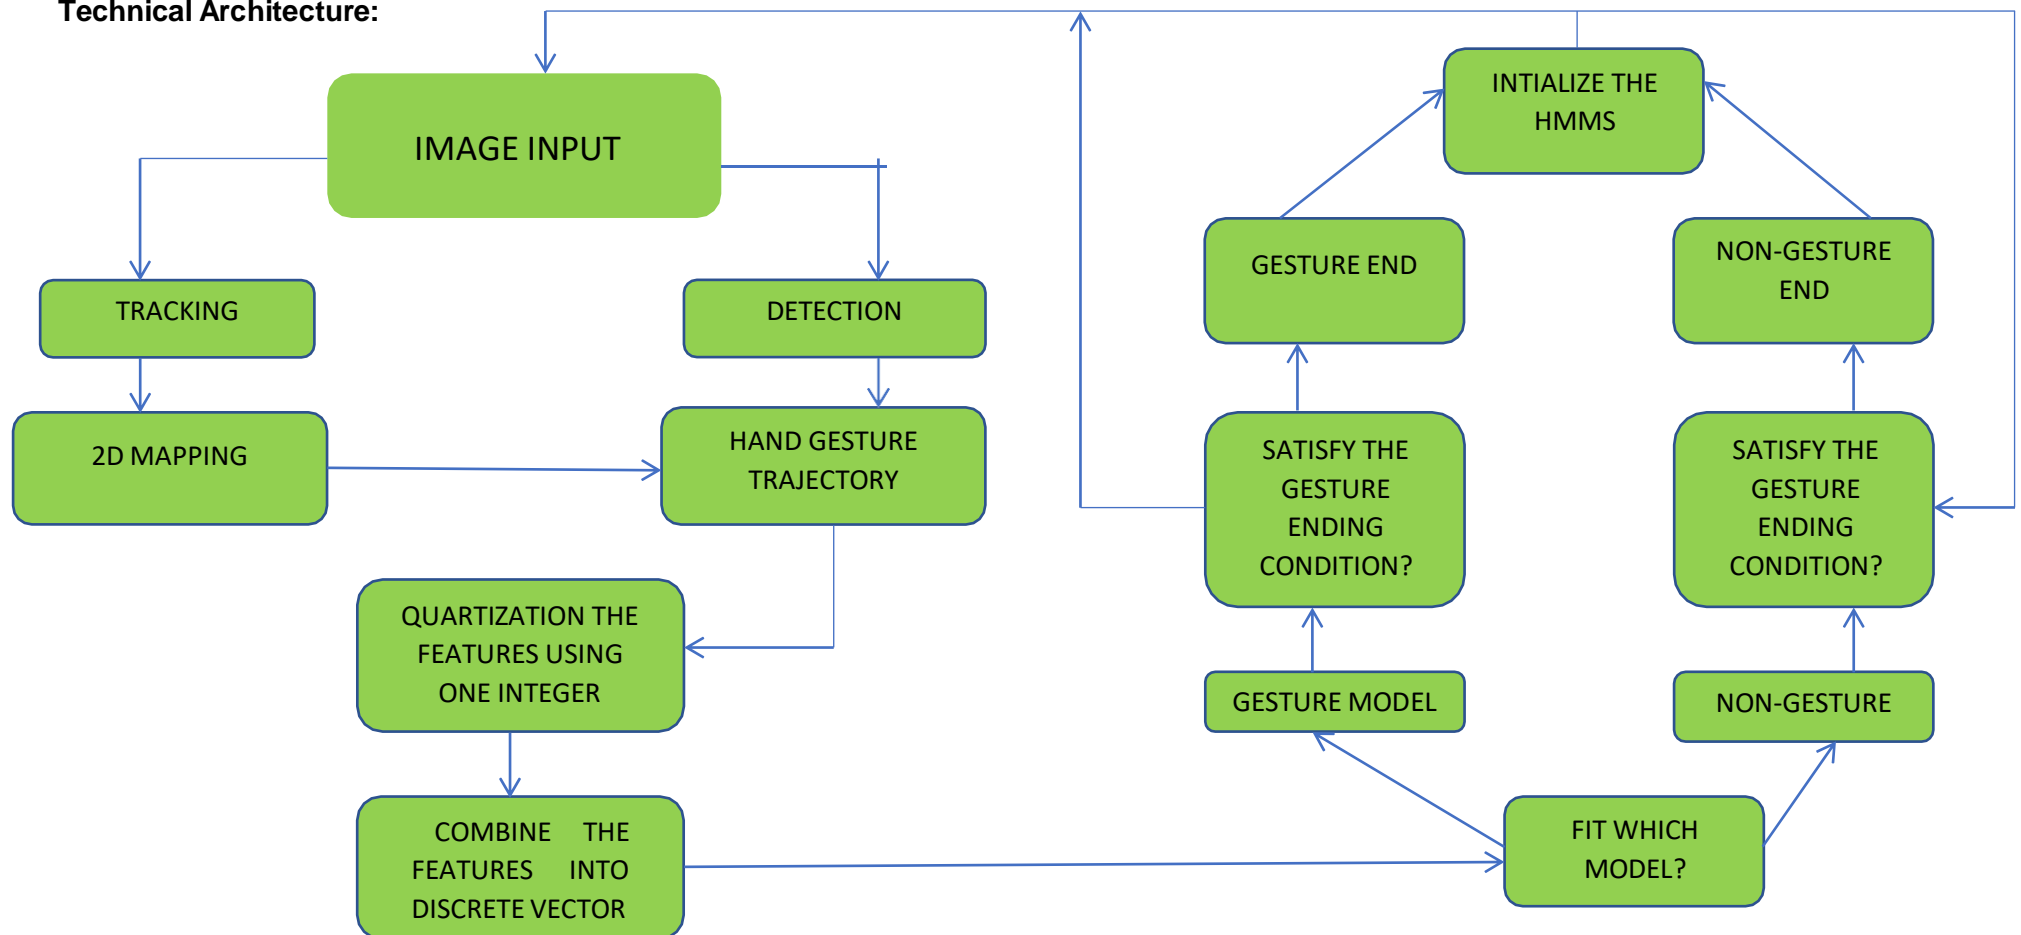 Technical Architecture:
IMAGE INPUT
TRACKING
DETECTION
2D MAPPING
HAND GESTURE
TRAJECTORY
QUARTIZATION THE
FEATURES USING
ONE INTEGER
COMBINE THE
FEATURES INTO
DISCRETE VECTOR
INTIALIZE THE
HMMS
GESTURE END
NON-GESTURE
END
SATISFY THE
GESTURE
ENDING
CONDITION?
SATISFY THE
GESTURE
ENDING
CONDITION?
GESTURE MODEL
NON-GESTURE
FIT WHICH
MODEL?